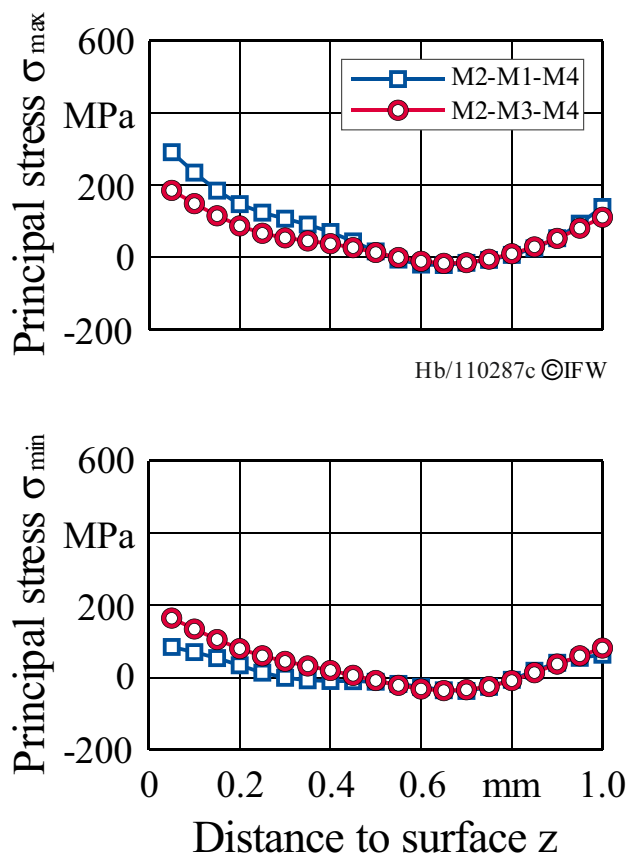 Principal stress σmax
600
MPa
200
0
-200
M2-M1-M4
M2-M3-M4
Hb/110287c ©IFW
Principal stress σmin
600
MPa
200
0
-200
0 0.2 0.4 0.6 mm 1.0
Distance to surface z